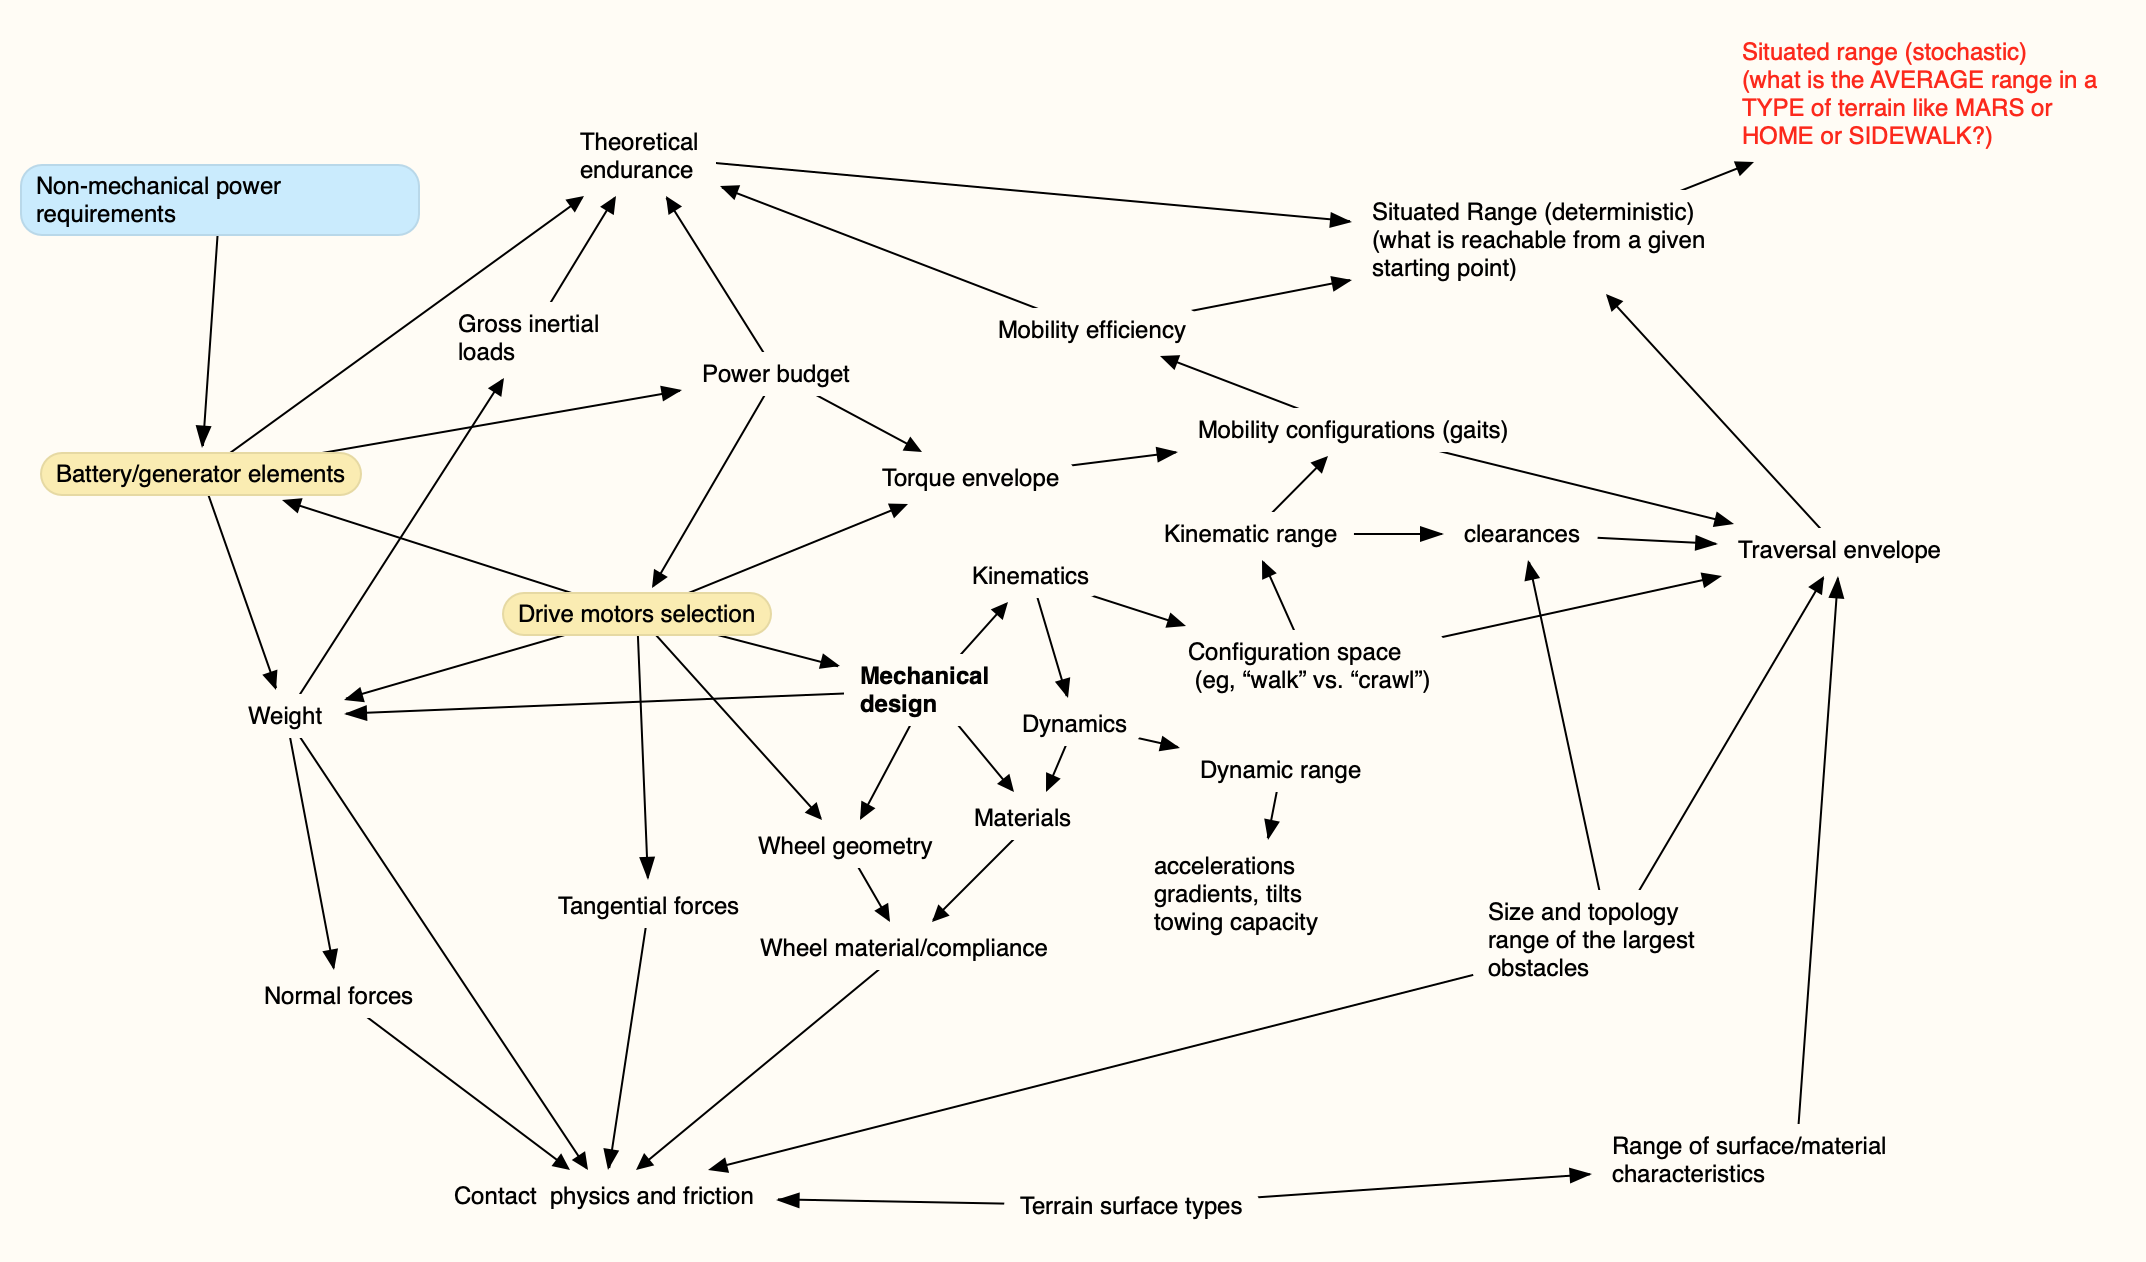 Situated range (stochastic)
(what is the AVERAGE range in a
TYPE of terrain like MARS or
HOME or SIDEWALK?)
Theoretical
endurance
Non-mechanical power
requirements
Situated Range (deterministic)
(what is reachable from a given
starting point)
Gross inertial
loads
Mobility efficiency
Power budget
Mobility configurations (gaits)
Battery/generator elements
Torque envelope
Kinematic range
clearances
Traversal envelope
Kinematics
Drive motors selection
Configuration space
(eg, “walk” vs. “crawl”)
Mechanical
design
Weight
Dynamics
Dynamic range
Materials
Wheel geometry
accelerations
gradients, tilts
towing capacity
Tangential forces
Size and topology
range of the largest
obstacles
Wheel material/compliance
Normal forces
Range of surface/material
characteristics
Contact  physics and friction
Terrain surface types